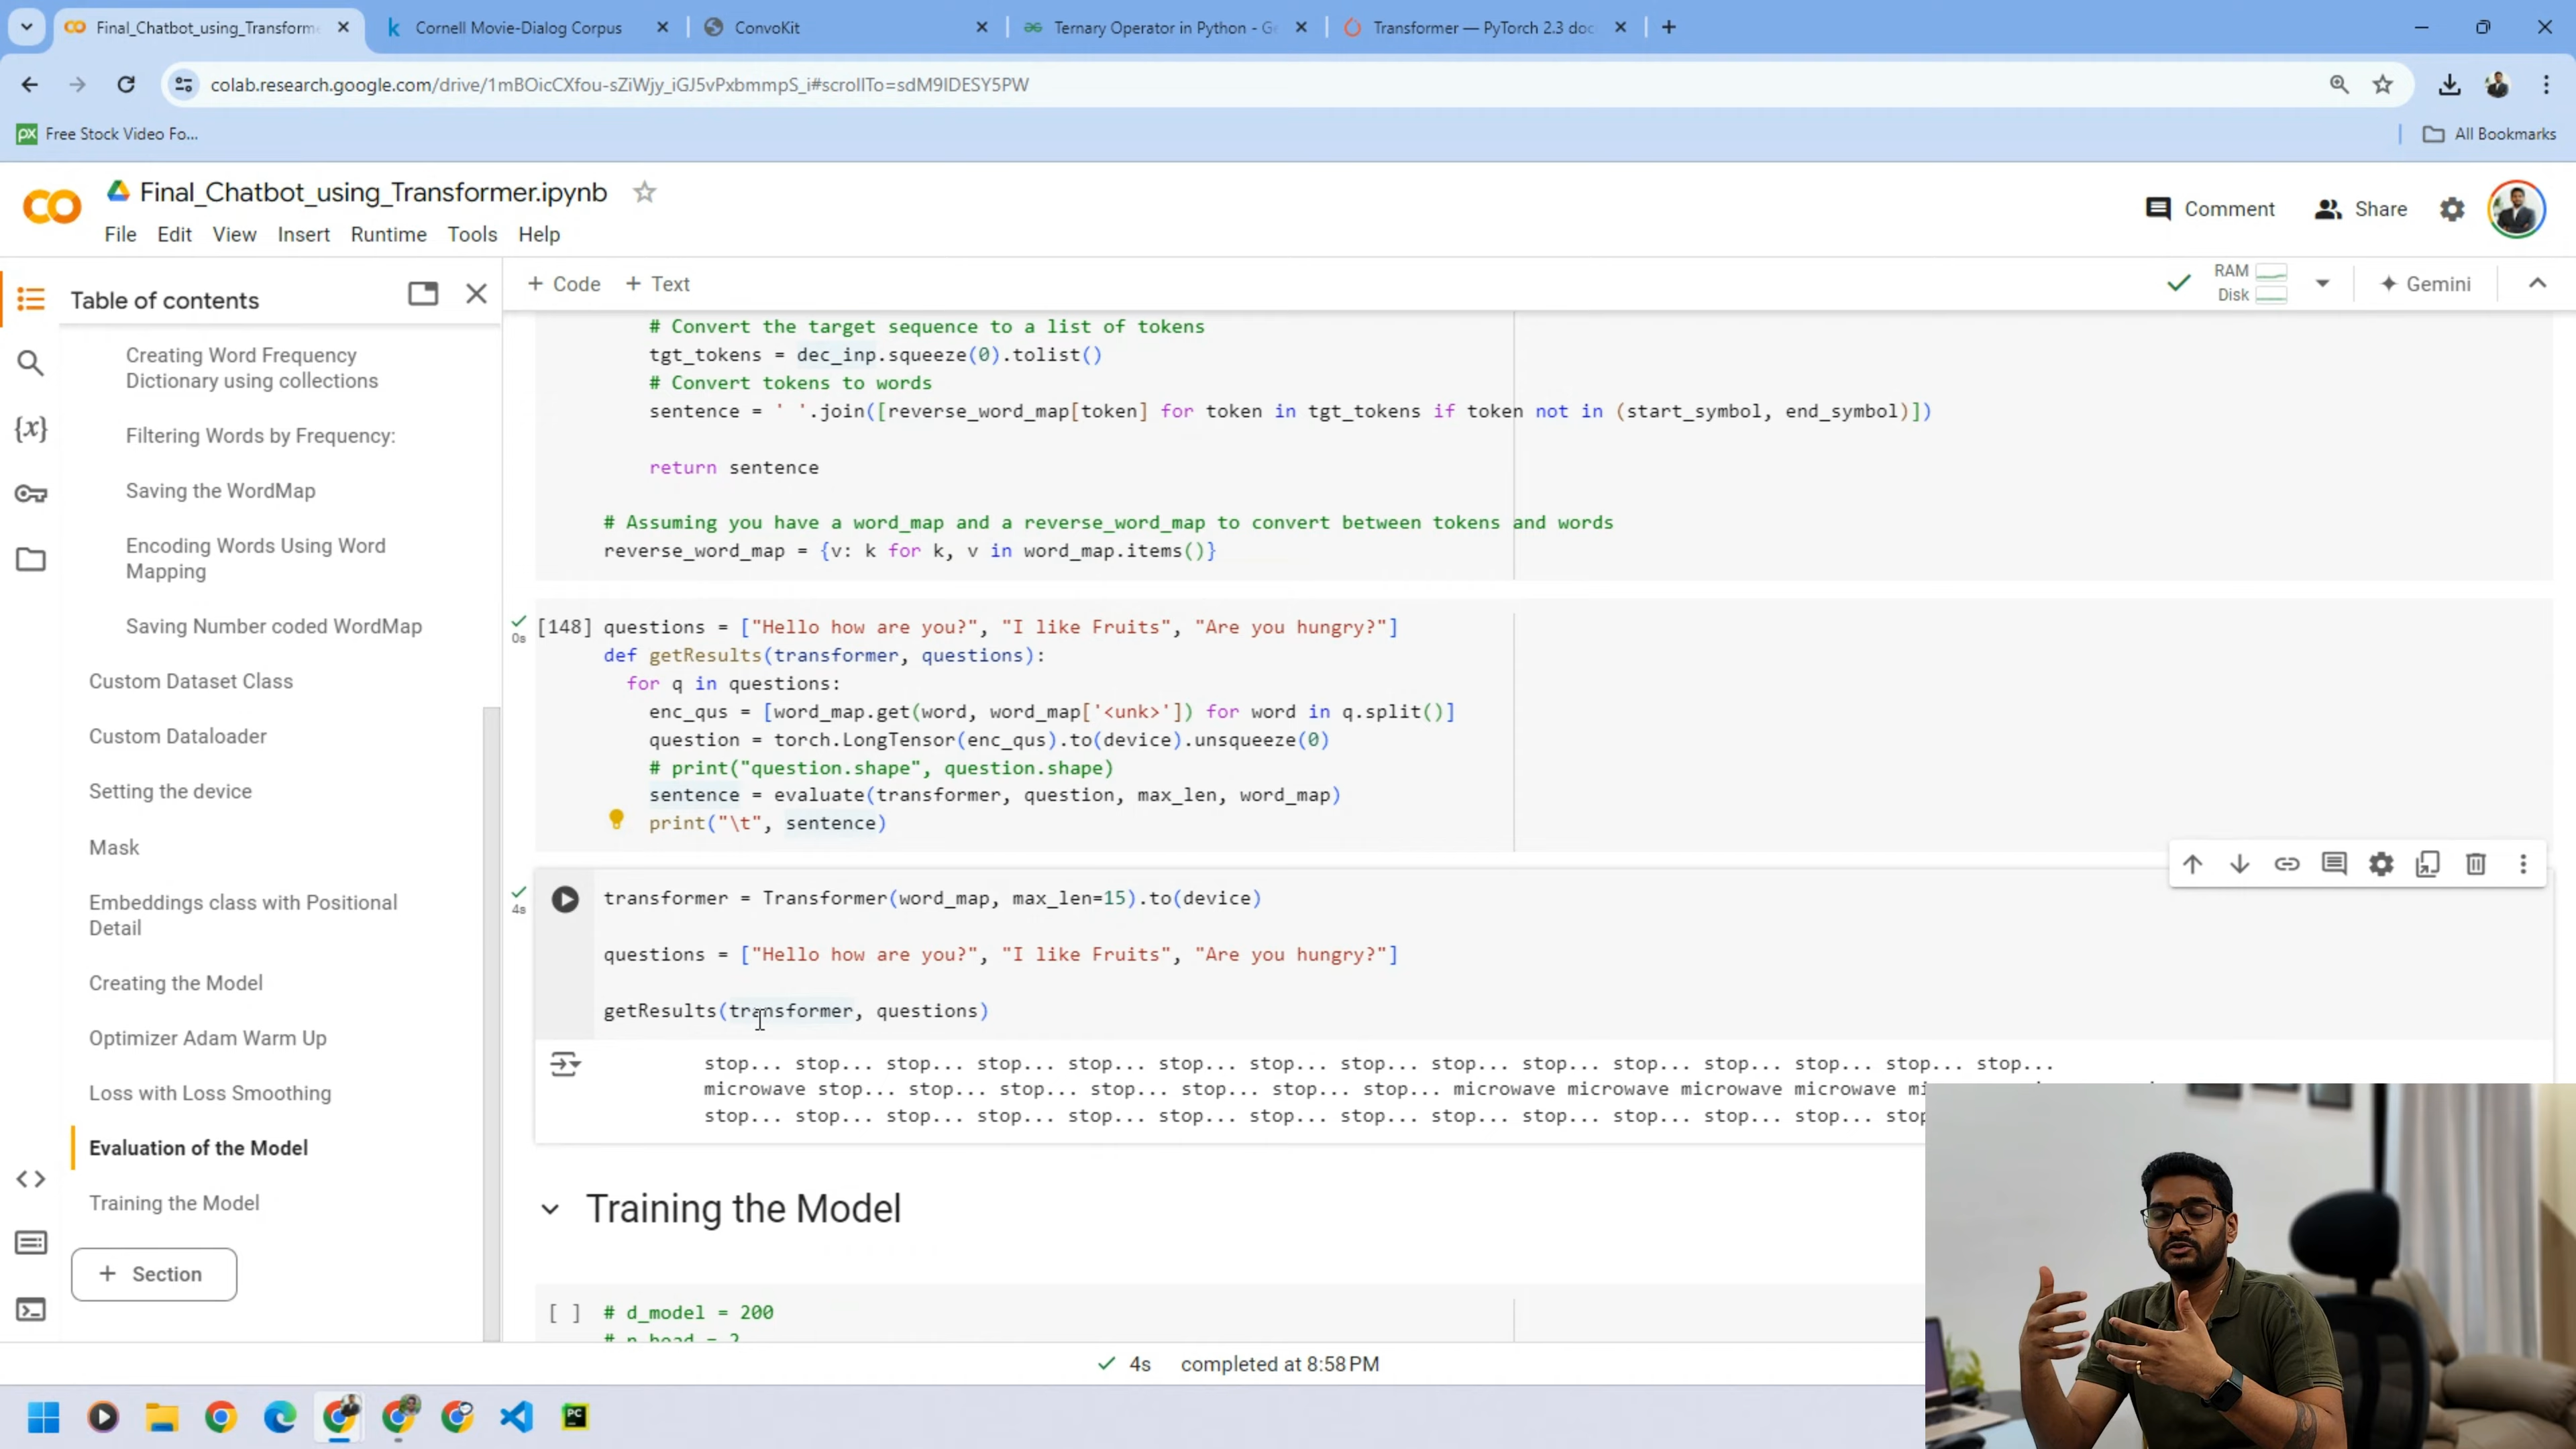 Final_Chatbot_using_Transforme
Cornell Movie-Dialog Corpus
ConvoKit
Ternary Operator in Python - Ge
Transformer — PyTorch 2.3 doc
colab.research.google.com/drive/1mBOicCXfou-sZiWjy_iGJ5vPxbmmpS_i#scrollTo=sdM9IDESY5PW
px Free Stock Video Fo...
All Bookmarks
Final_Chatbot_using_Transformer.ipynb
File Edit View Insert Runtime Tools Help
Comment
Share
Table of contents
+ Code + Text
RAM
Disk
Gemini
Creating Word Frequency
Dictionary using collections
Filtering Words by Frequency:
Saving the WordMap
Encoding Words Using Word
Mapping
Saving Number coded WordMap
Custom Dataset Class
Custom Dataloader
Setting the device
Mask
Embeddings class with Positional
Detail
Creating the Model
Optimizer Adam Warm Up
Loss with Loss Smoothing
Evaluation of the Model
Training the Model
+ Section
# Convert the target sequence to a list of tokens
tgt_tokens = dec_inp.squeeze(0).tolist()
# Convert tokens to words
sentence = ' '.join([reverse_word_map[token] for token in tgt_tokens if token not in (start_symbol, end_symbol)])
return sentence
# Assuming you have a word_map and a reverse_word_map to convert between tokens and words
reverse_word_map = {v: k for k, v in word_map.items()}
0s
[148] questions = ["Hello how are you?", "I like Fruits", "Are you hungry?"]
def getResults(transformer, questions):
for q in questions:
enc_qus = [word_map.get(word, word_map['<unk>']) for word in q.split()]
question = torch.LongTensor(enc_qus).to(device).unsqueeze(0)
# print("question.shape", question.shape)
sentence = evaluate(transformer, question, max_len, word_map)
print("\t", sentence)
4s
transformer = Transformer(word_map, max_len=15).to(device)
questions = ["Hello how are you?", "I like Fruits", "Are you hungry?"]
getResults(transformer, questions)
stop... stop... stop... stop... stop... stop... stop... stop... stop... stop... stop... stop... stop... stop... stop...
microwave stop... stop... stop... stop... stop... stop... stop... microwave microwave microwave microwave mi
stop... stop... stop... stop... stop... stop... stop... stop... stop... stop... stop... stop... stop... stop
Training the Model
[ ] # d_model = 200
# n_head = 2
4s completed at 8:58 PM
PC